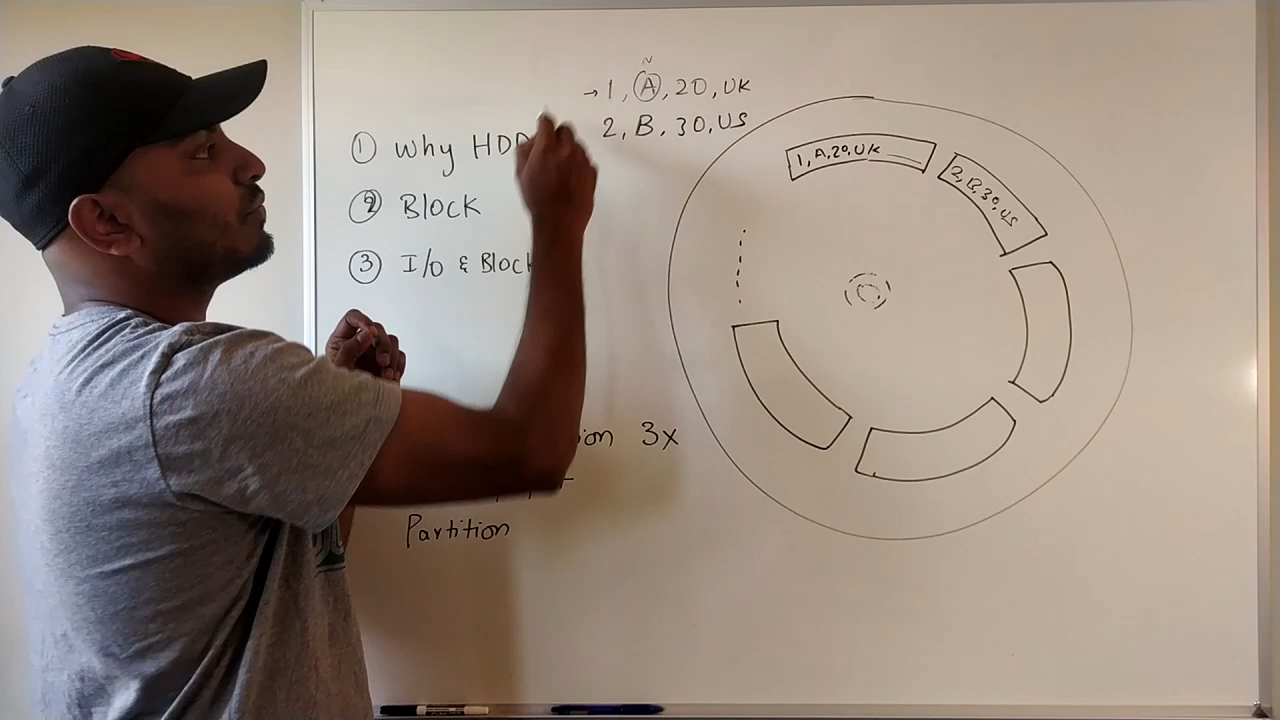 → 1, A, 20, UK
2, B, 30, US
① Why HDD
② Block
③ I/O & Block
3x
Partition
1, A, 20, UK
2, B, 30, US